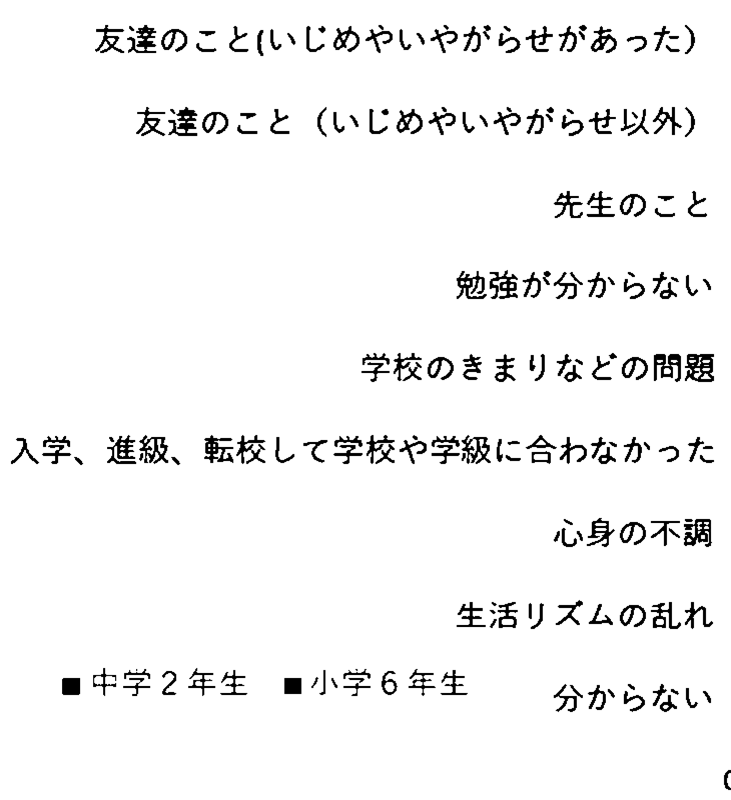 友達のこと(いじめやいやがらせがあった)
友達のこと（いじめやいやがらせ以外）
先生のこと
勉強が分からない
学校のきまりなどの問題
入学、進級、転校して学校や学級に合わなかった
心身の不調
生活リズムの乱れ
■中学２年生　■小学６年生
分からない